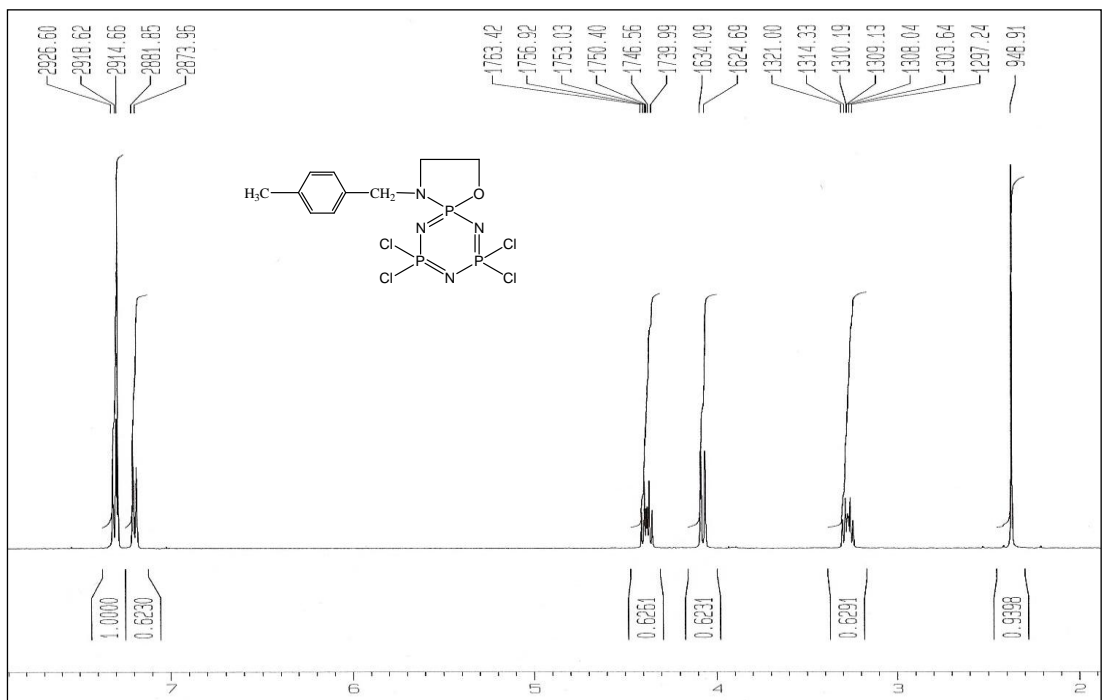 2926.60
2918.62
2914.66
2881.85
2873.96
1763.42
1756.92
1753.03
1750.40
1746.56
1739.99
1634.09
1624.69
1321.00
1314.33
1310.19
1309.13
1308.04
1303.64
1297.24
948.91
H₃C
CH₂
N
O
P
N
N
Cl
Cl
P
P
Cl
Cl
N
1.0000
0.6230
0.6261
0.6231
0.6291
0.9398
7
6
5
4
3
2